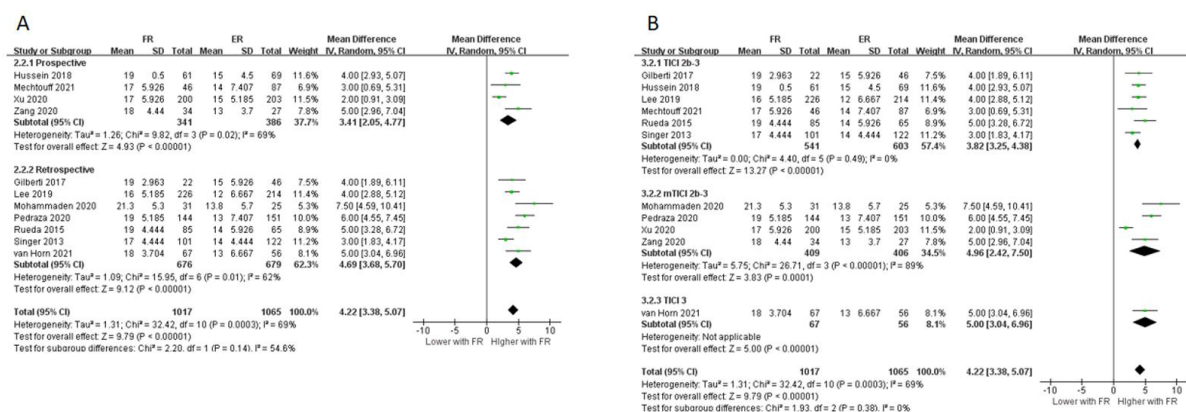 A
FR ER Mean Difference Mean Difference
Study or Subgroup Mean SD Total Mean SD Total Weight IV, Random, 95% CI IV, Random, 95% CI
2.2.1 Prospective
Hussein 2018 19 0.5 61 15 4.5 69 11.6% 4.00 [2.93, 5.07]
Mechtouff 2021 17 5.926 46 14 7.407 87 7.2% 3.00 [0.69, 5.31]
Xu 2020 17 5.926 200 15 5.185 203 11.5% 2.00 [0.91, 3.09]
Zang 2020 18 4.44 34 13 3.7 27 7.5% 5.00 [2.96, 7.04]
Subtotal (95% CI) 341 386 37.7% 3.41 [2.05, 4.77]
Heterogeneity: Tau² = 1.26; Chi² = 9.82, df = 3 (P = 0.02); I² = 69%
Test for overall effect: Z = 4.93 (P < 0.00001)
2.2.2 Retrospective
Gilberti 2017 19 2.963 22 15 5.926 46 7.5% 4.00 [1.89, 6.11]
Lee 2019 16 5.185 226 12 6.667 214 11.4% 4.00 [2.88, 5.12]
Mohammaden 2020 21.3 5.3 31 13.8 5.7 25 5.3% 7.50 [4.59, 10.41]
Pedraza 2020 19 5.185 144 13 7.407 151 9.7% 6.00 [4.55, 7.45]
Rueda 2015 19 4.444 85 14 5.926 65 9.1% 5.00 [3.28, 6.72]
Singer 2013 17 4.444 101 14 4.444 122 11.2% 3.00 [1.83, 4.17]
van Horn 2021 18 3.704 67 13 6.667 56 8.1% 5.00 [3.04, 6.96]
Subtotal (95% CI) 676 679 62.3% 4.69 [3.68, 5.70]
Heterogeneity: Tau² = 1.09; Chi² = 15.95, df = 6 (P = 0.01); I² = 62%
Test for overall effect: Z = 9.12 (P < 0.00001)
Total (95% CI) 1017 1065 100.0% 4.22 [3.38, 5.07]
Heterogeneity: Tau² = 1.31; Chi² = 32.42, df = 10 (P = 0.0003); I² = 69%
Test for overall effect: Z = 9.79 (P < 0.00001)
Test for subgroup differences: Chi² = 2.20, df = 1 (P = 0.14), I² = 54.6%
-10 -5 0 5 10
Lower with FR HIgher with FR
B
FR ER Mean Difference Mean Difference
Study or Subgroup Mean SD Total Mean SD Total Weight IV, Random, 95% CI IV, Random, 95% CI
3.2.1 TICI 2b-3
Gilberti 2017 19 2.963 22 15 5.926 46 7.5% 4.00 [1.89, 6.11]
Hussein 2018 19 0.5 61 15 4.5 69 11.6% 4.00 [2.93, 5.07]
Lee 2019 16 5.185 226 12 6.667 214 11.4% 4.00 [2.88, 5.12]
Mechtouff 2021 17 5.926 46 14 7.407 87 7.2% 3.00 [0.69, 5.31]
Rueda 2015 19 4.444 85 14 5.926 65 9.1% 5.00 [3.28, 6.72]
Singer 2013 17 4.444 101 14 4.444 122 11.2% 3.00 [1.83, 4.17]
Subtotal (95% CI) 541 603 57.4% 3.82 [3.25, 4.38]
Heterogeneity: Tau² = 0.00; Chi² = 4.40, df = 5 (P = 0.49); I² = 0%
Test for overall effect: Z = 13.27 (P < 0.00001)
3.2.2 mTICI 2b-3
Mohammaden 2020 21.3 5.3 31 13.8 5.7 25 5.3% 7.50 [4.59, 10.41]
Pedraza 2020 19 5.185 144 13 7.407 151 9.7% 6.00 [4.55, 7.45]
Xu 2020 17 5.926 200 15 5.185 203 11.5% 2.00 [0.91, 3.09]
Zang 2020 18 4.44 34 13 3.7 27 7.5% 5.00 [2.96, 7.04]
Subtotal (95% CI) 409 406 34.5% 4.96 [2.42, 7.50]
Heterogeneity: Tau² = 5.75; Chi² = 26.71, df = 3 (P < 0.00001); I² = 89%
Test for overall effect: Z = 3.83 (P = 0.0001)
3.2.3 TICI 3
van Horn 2021 18 3.704 67 13 6.667 56 8.1% 5.00 [3.04, 6.96]
Subtotal (95% CI) 67 56 8.1% 5.00 [3.04, 6.96]
Heterogeneity: Not applicable
Test for overall effect: Z = 5.00 (P < 0.00001)
Total (95% CI) 1017 1065 100.0% 4.22 [3.38, 5.07]
Heterogeneity: Tau² = 1.31; Chi² = 32.42, df = 10 (P = 0.0003); I² = 69%
Test for overall effect: Z = 9.79 (P < 0.00001)
Test for subgroup differences: Chi² = 1.93, df = 2 (P = 0.38), I² = 0%
-10 -5 0 5 10
Lower with FR HIgher with FR